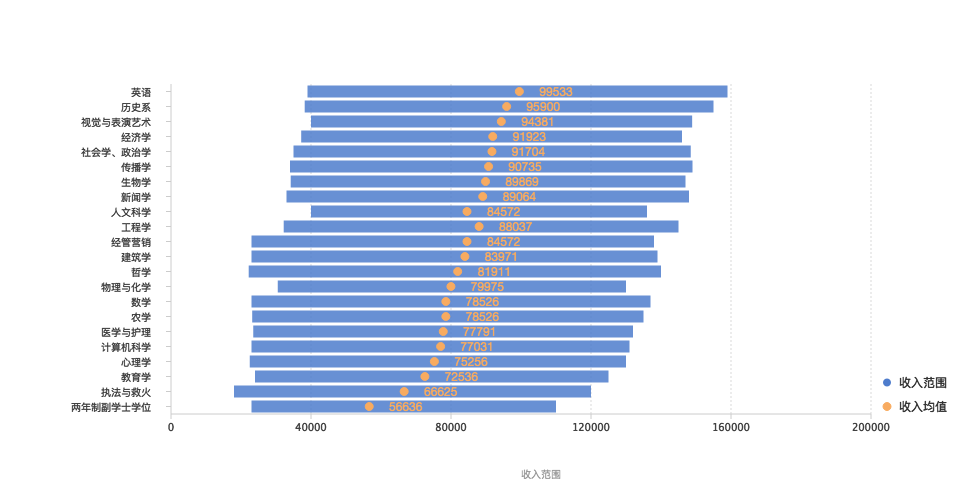 英语 99533
历史系 95900
视觉与表演艺术 94381
经济学 91923
社会学、政治学 91704
传播学 90735
生物学 89869
新闻学 89064
人文科学 84572
工程学 88037
经管营销 84572
建筑学 83971
哲学 81911
物理与化学 79975
数学 78526
农学 78526
医学与护理 77791
计算机科学 77031
心理学 75256
教育学 72536
执法与救火 66625
两年制副学士学位 56636
收入范围
收入均值
0 40000 80000 120000 160000 200000
收入范围